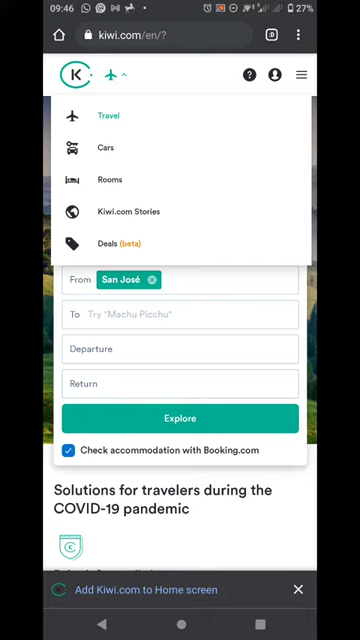 09:46
27%
kiwi.com/en/?
K
?
Travel
Cars
Rooms
Kiwi.com Stories
Deals (beta)
From San José
To Try "Machu Picchu"
Departure
Return
Explore
Check accommodation with Booking.com
Solutions for travelers during the
COVID-19 pandemic
Add Kiwi.com to Home screen